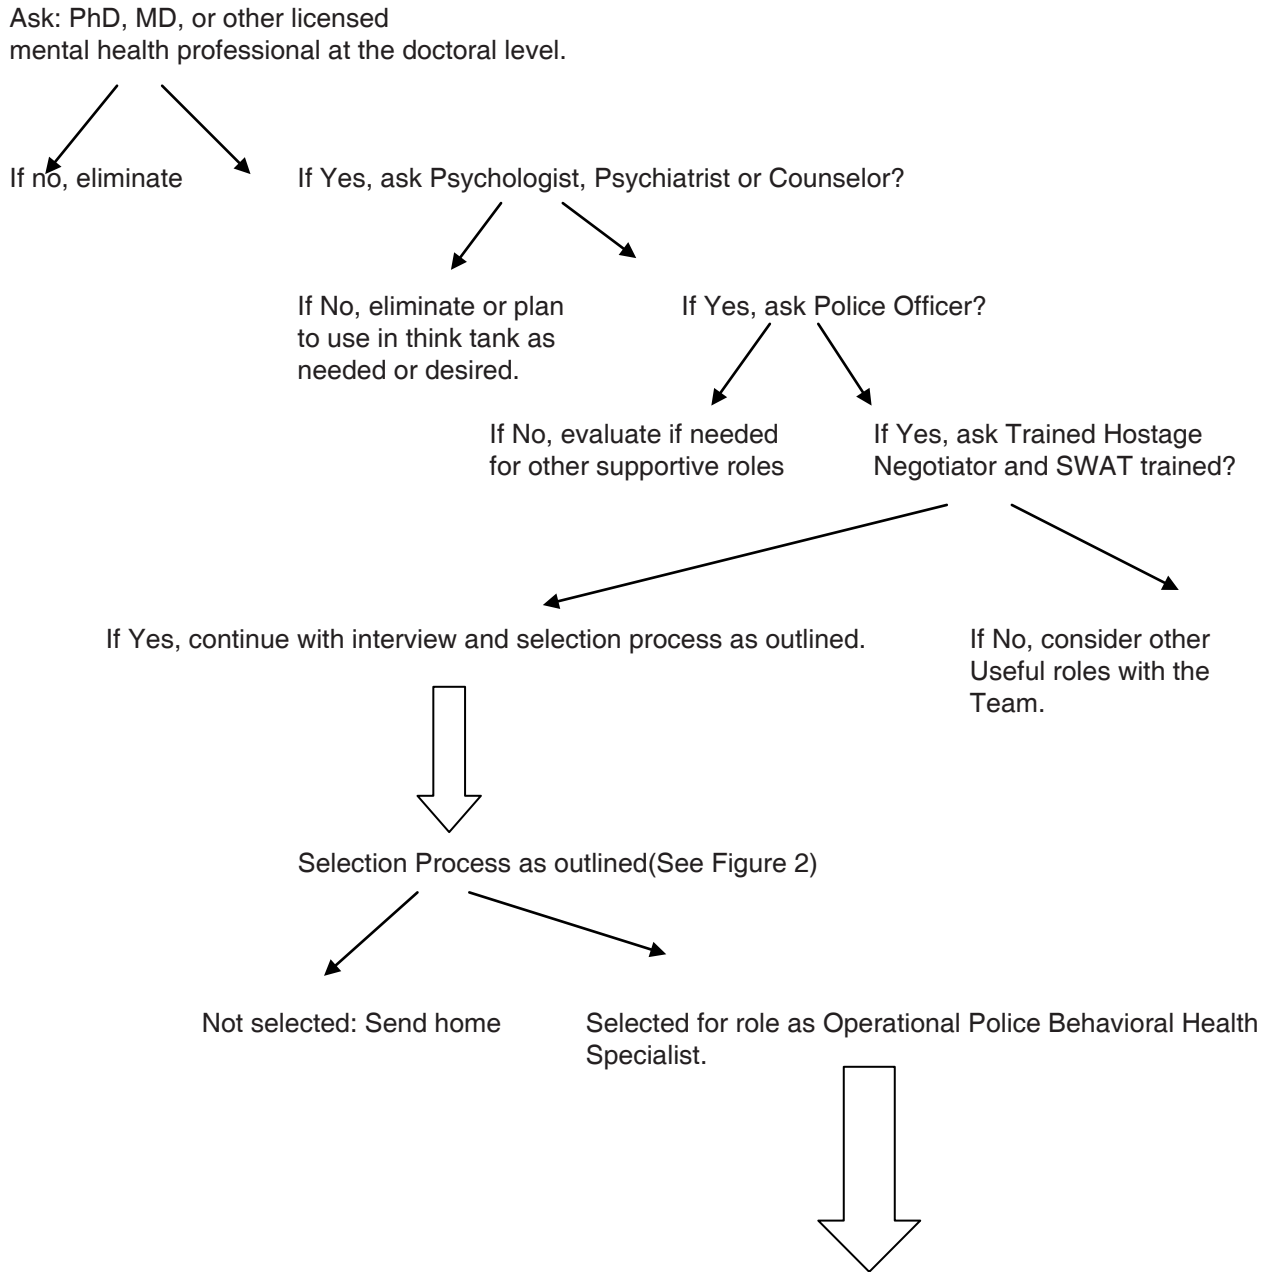 Ask: PhD, MD, or other licensed
mental health professional at the doctoral level.
If no, eliminate
If Yes, ask Psychologist, Psychiatrist or Counselor?
If No, eliminate or plan
to use in think tank as
needed or desired.
If Yes, ask Police Officer?
If No, evaluate if needed
for other supportive roles
If Yes, ask Trained Hostage
Negotiator and SWAT trained?
If Yes, continue with interview and selection process as outlined.
If No, consider other
Useful roles with the
Team.
Selection Process as outlined(See Figure 2)
Not selected: Send home
Selected for role as Operational Police Behavioral Health
Specialist.